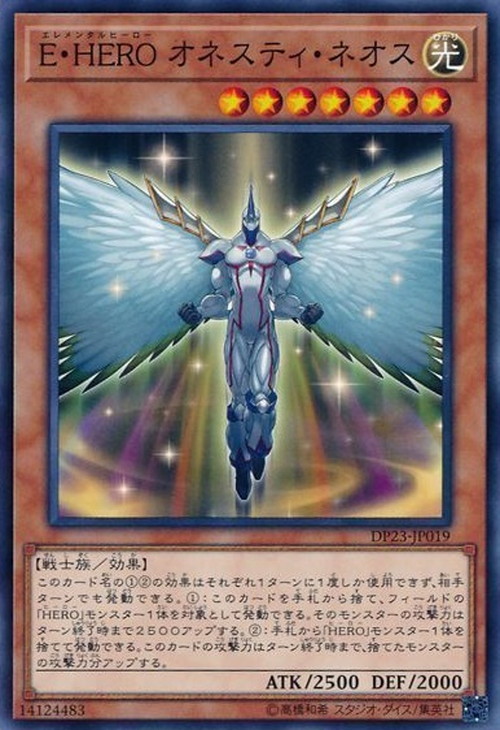 エレメンタルヒーロー
E・HERO オネスティ・ネオス
ひかり
光
DP23-JP019
【戦士族／効果】
このカード名の①②の効果はそれぞれ1ターンに1度しか使用できず、相手
ターンでも発動できる。①：このカードを手札から捨て、フィールドの
「HERO」モンスター1体を対象として発動できる。そのモンスターの攻撃力は
ターン終了時まで2500アップする。②：手札から「HERO」モンスター1体を
捨てて発動できる。このカードの攻撃力はターン終了時まで、捨てたモンスター
の攻撃力分アップする。
ATK/2500 DEF/2000
14124483
©高橋和希 スタジオ・ダイス/集英社